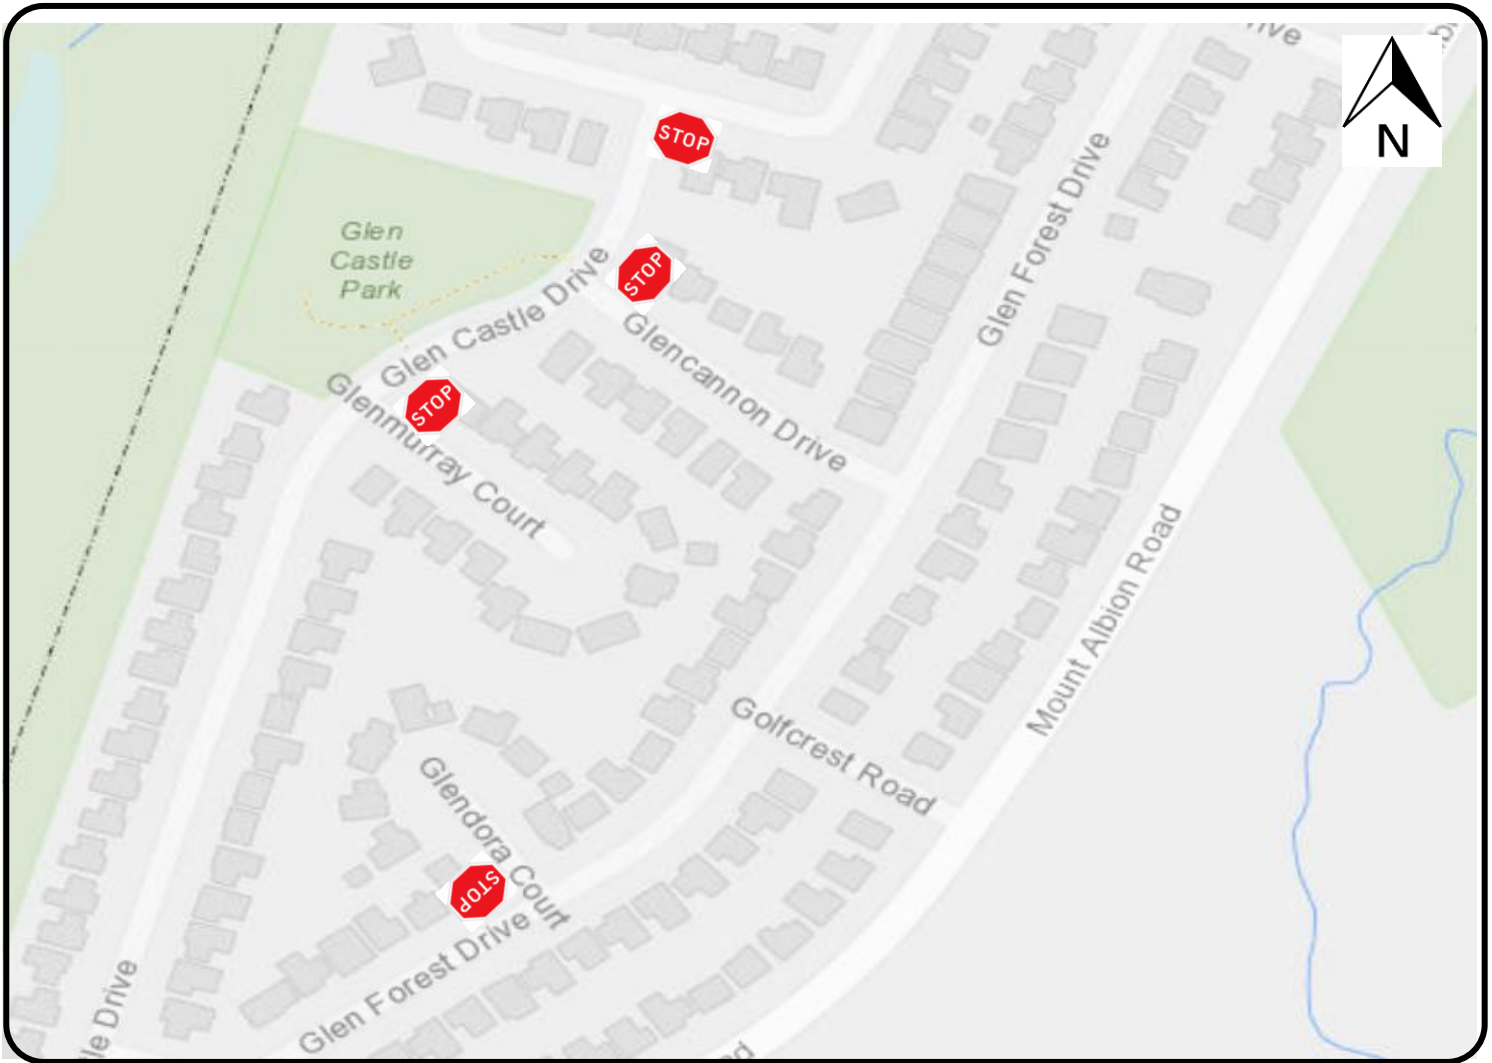 STOP
N
Glen
Castle
Park
Glen Castle Drive
STOP
Glen Forest Drive
Glencannon Drive
Glenmurray Court
STOP
Mount Albion Road
Golfcrest Road
Glendora Court
STOP
Glen Forest Drive
Drive